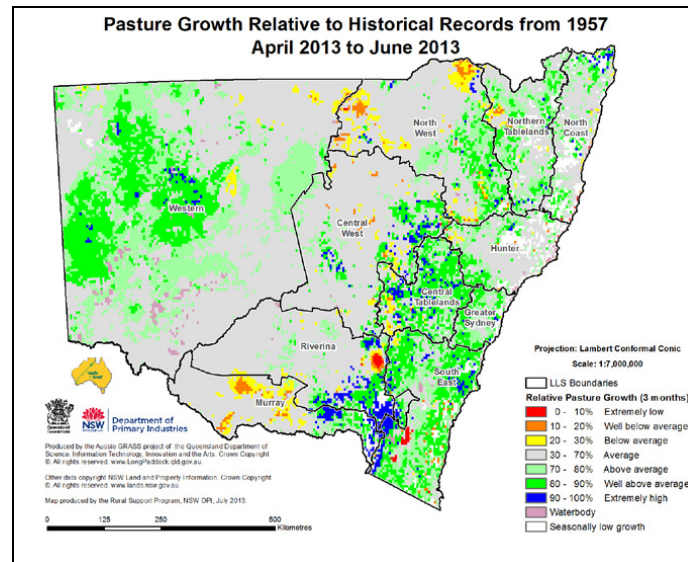 Pasture Growth Relative to Historical Records from 1957
April 2013 to June 2013
North
West
Northern
Tablelands
North
Coast
Western
Central
West
Hunter
Central
Tablelands
Greater
Sydney
Riverina
South
East
Murray
Projection: Lambert Conformal Conic
Scale: 1:7,000,000
LLS Boundaries
Relative Pasture Growth (3 months)
0 - 10% Extremely low
10 - 20% Well below average
20 - 30% Below average
30 - 70% Average
70 - 80% Above average
80 - 90% Well above average
90 - 100% Extremely high
Waterbody
Seasonally low growth
Queensland
Government
NSW
GOVERNMENT
Department of
Primary Industries
Produced by the Aussie GRASS project of the Queensland Department of
Science, Information Technology, Innovation and the Arts. Crown Copyright
© All rights reserved. www.LongPaddock.qld.gov.au.
Other data copyright NSW Land and Property Information. Crown Copyright
© All rights reserved. www.lands.nsw.gov.au
Map produced by the Rural Support Program, NSW DPI, July 2013.
0 125 250 500
Kilometres